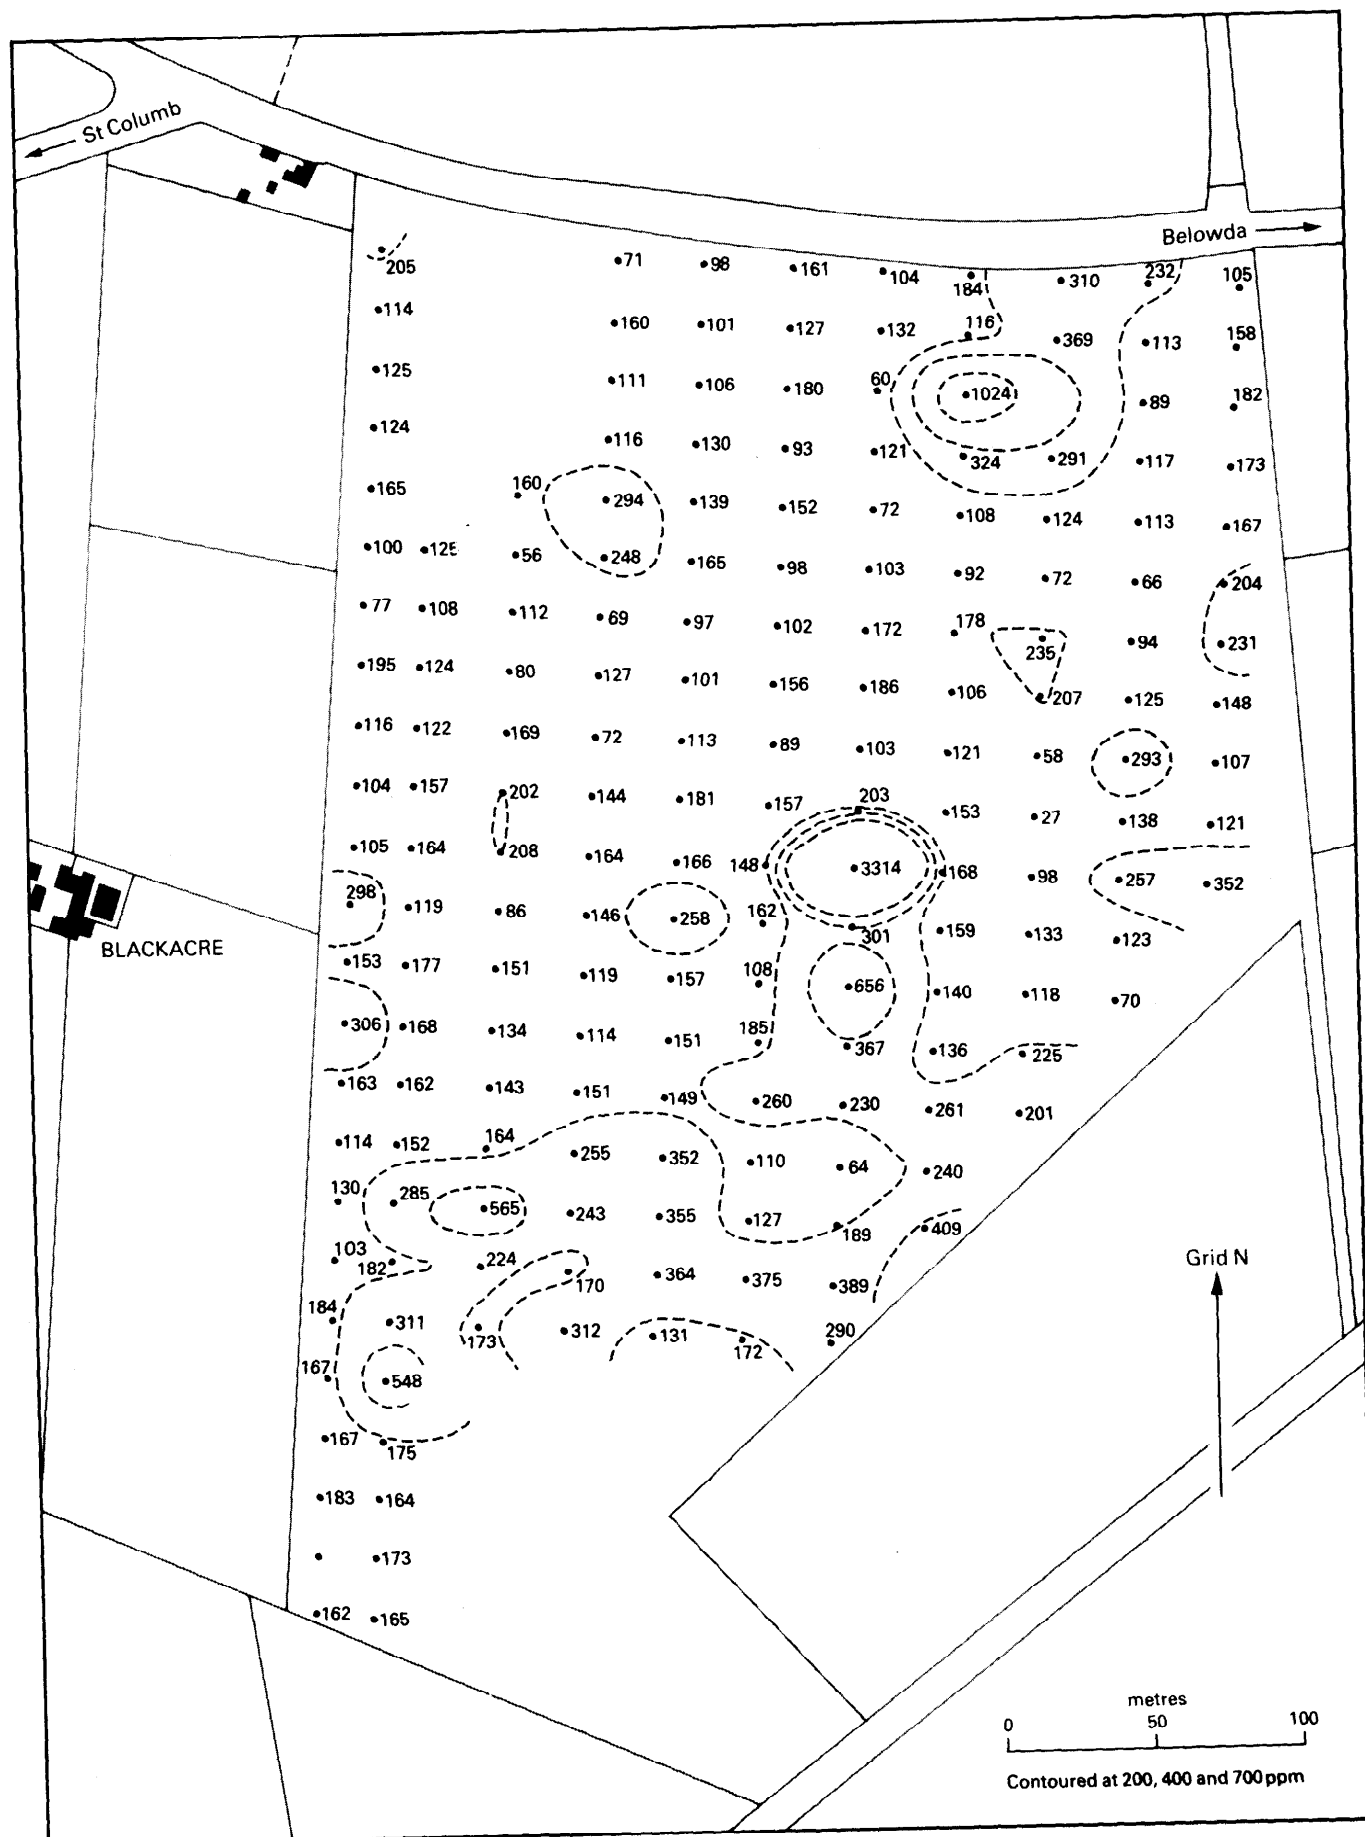 St Columb
Belowda
205
71 98 161 104 184 310 232 105
114
160 101 127 132 116 369 113 158
125
111 106 180 60 1024 89 182
124
116 130 93 121 324 291 117 173
165 160 294 139 152 72 108 124 113 167
100 56 248 165 98 103 92 72 66 204
77 108 112 69 97 102 172 178 235 94 231
195 124 80 127 101 156 186 106 207 125 148
116 122 169 72 113 89 103 121 58 293 107
104 157 202 144 181 157 203 153 27 138 121
105 164 208 164 166 148 3314 168 98 257 352
298 119 86 146 258 162 301 159 133 123
BLACKACRE
153 177 151 119 157 108 656 140 118 70
306 168 134 114 151 185 367 136 225
163 162 143 151 149 260 230 261 201
114 152 164 255 352 110 64 240
130 285 565 243 355 127 189 409
103 182 224 170 364 375 389
Grid N
184 311 173 312 131 172 290
167 548
167 175
183 164
173
162 165
metres
0 50 100
Contoured at 200, 400 and 700 ppm